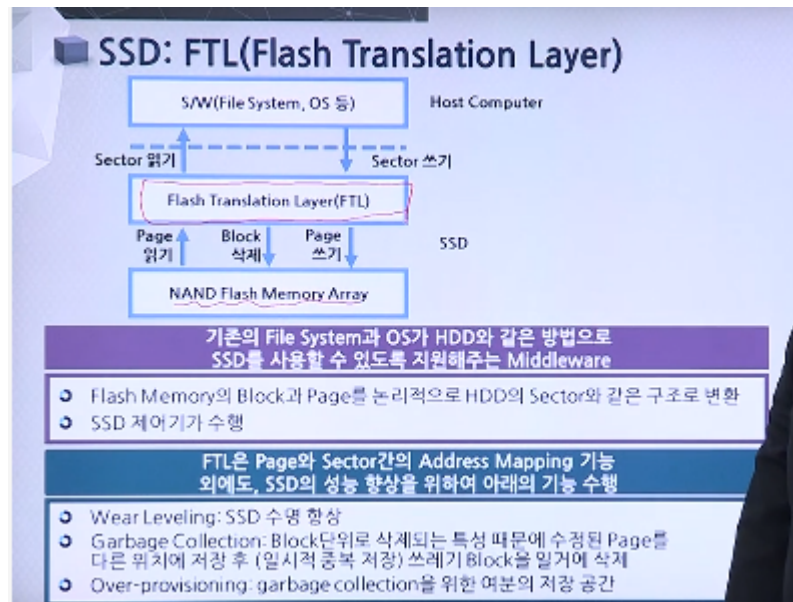 SSD: FTL(Flash Translation Layer)
S/W(File System, OS 등)
Host Computer
Sector 읽기
Sector 쓰기
Flash Translation Layer(FTL)
Page 읽기
Block 삭제
Page 쓰기
SSD
NAND Flash Memory Array
기존의 File System과 OS가 HDD와 같은 방법으로
SSD를 사용할 수 있도록 지원해주는 Middleware
Flash Memory의 Block과 Page를 논리적으로 HDD의 Sector와 같은 구조로 변환
SSD 제어기가 수행
FTL은 Page와 Sector간의 Address Mapping 기능
외에도, SSD의 성능 향상을 위하여 아래의 기능 수행
Wear Leveling: SSD 수명 향상
Garbage Collection: Block단위로 삭제되는 특성 때문에 수정된 Page를
다른 위치에 저장 후 (일시적 중복 저장) 쓰레기 Block을 일거에 삭제
Over-provisioning: garbage collection을 위한 여분의 저장 공간